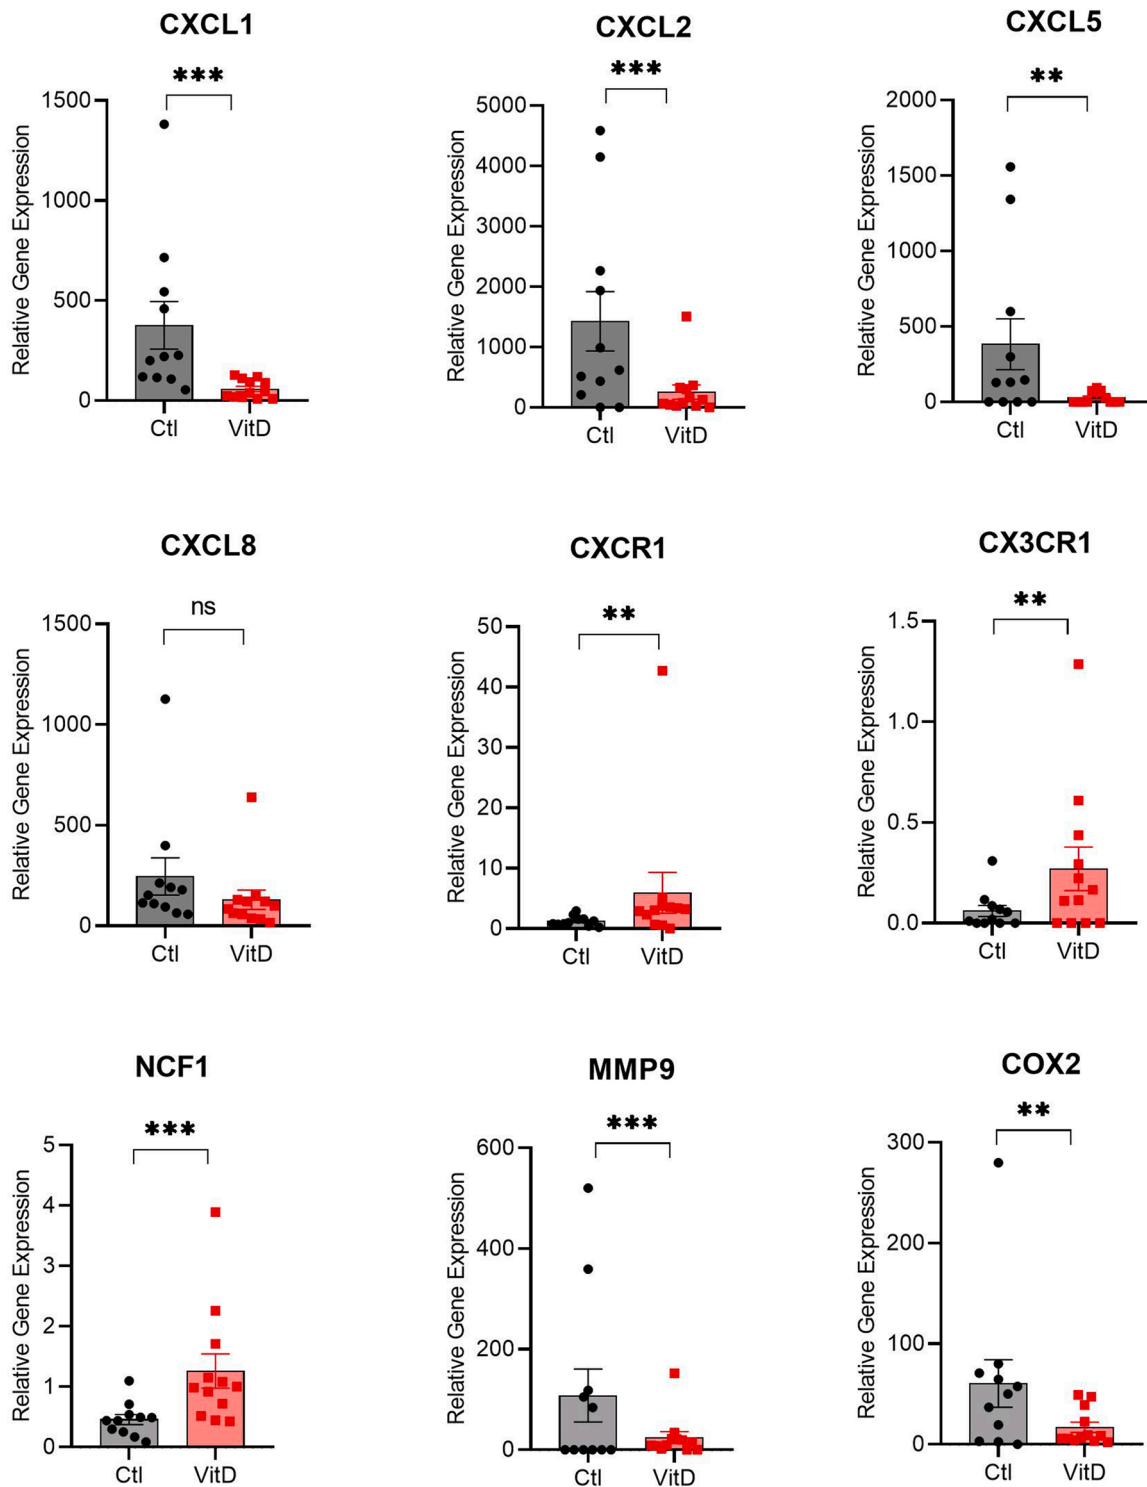 CXCL1
***
Relative Gene Expression
1500
1000
500
0
Ctl VitD
CXCL2
***
Relative Gene Expression
5000
4000
3000
2000
1000
0
Ctl VitD
CXCL5
**
Relative Gene Expression
2000
1500
1000
500
0
Ctl VitD
CXCL8
ns
Relative Gene Expression
1500
1000
500
0
Ctl VitD
CXCR1
**
Relative Gene Expression
50
40
30
20
10
0
Ctl VitD
CX3CR1
**
Relative Gene Expression
1.5
1.0
0.5
0.0
Ctl VitD
NCF1
***
Relative Gene Expression
5
4
3
2
1
0
Ctl VitD
MMP9
***
Relative Gene Expression
600
400
200
0
Ctl VitD
COX2
**
Relative Gene Expression
300
200
100
0
Ctl VitD